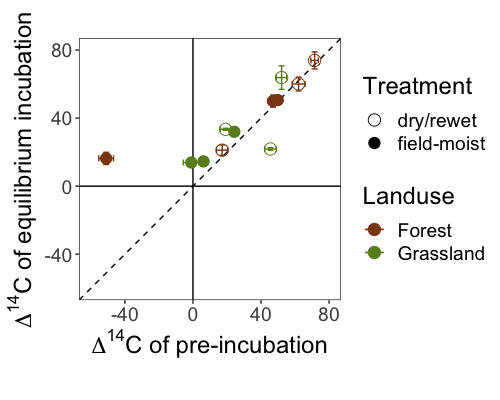 Δ¹⁴C of equilibrium incubation
80
40
0
-40
-40 0 40 80
Δ¹⁴C of pre-incubation
Treatment
dry/rewet
field-moist
Landuse
Forest
Grassland